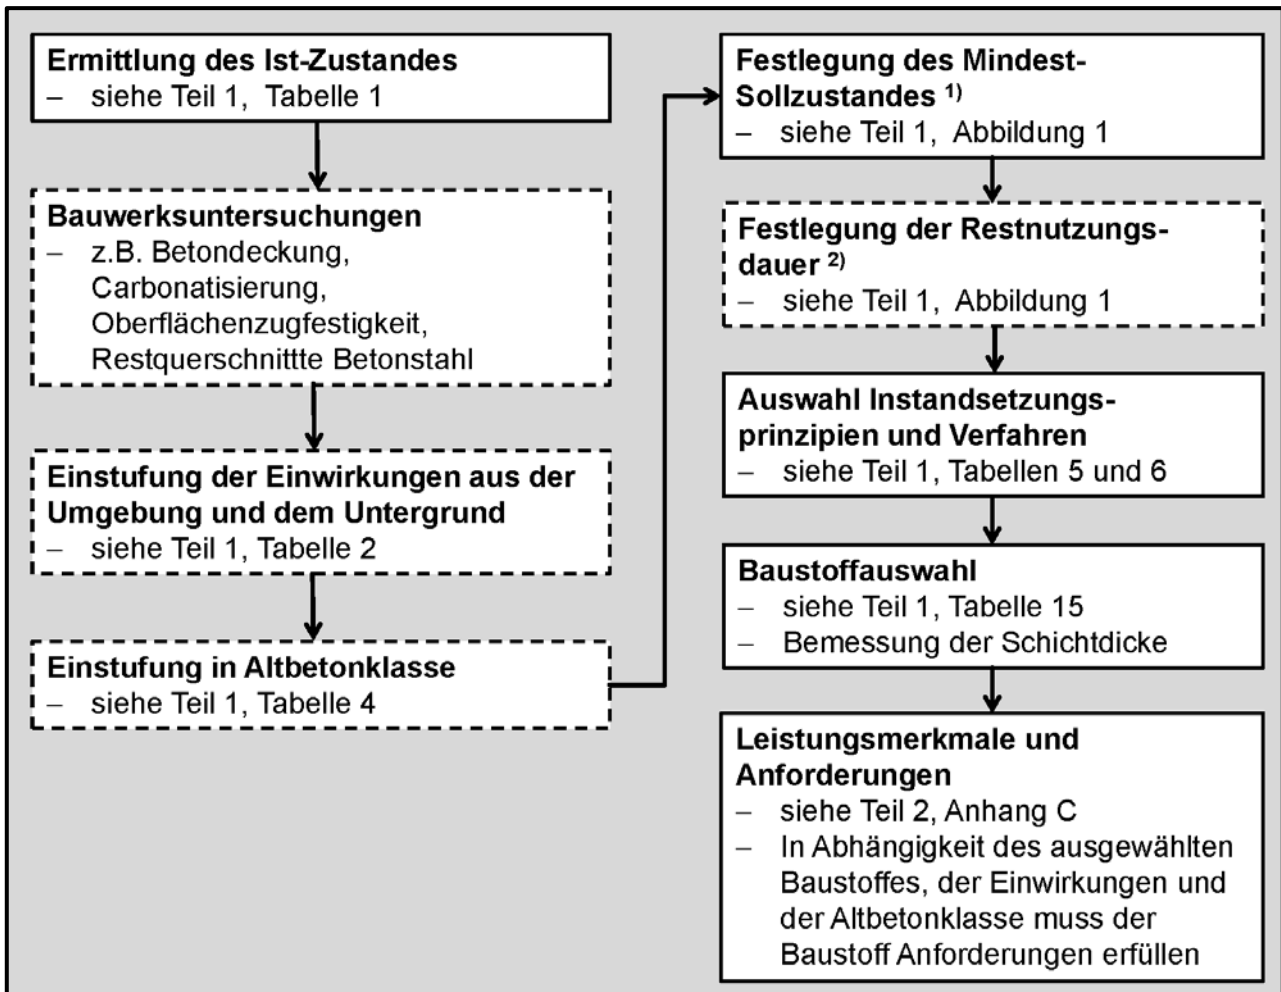 Ermittlung des Ist-Zustandes
– siehe Teil 1, Tabelle 1
Bauwerksuntersuchungen
– z.B. Betondeckung,
Carbonatisierung,
Oberflächenzugfestigkeit,
Restquerschnittte Betonstahl
Einstufung der Einwirkungen aus der
Umgebung und dem Untergrund
– siehe Teil 1, Tabelle 2
Einstufung in Altbetonklasse
– siehe Teil 1, Tabelle 4
Festlegung des Mindest-
Sollzustandes 1)
– siehe Teil 1, Abbildung 1
Festlegung der Restnutzungs-
dauer 2)
– siehe Teil 1, Abbildung 1
Auswahl Instandsetzungs-
prinzipien und Verfahren
– siehe Teil 1, Tabellen 5 und 6
Baustoffauswahl
– siehe Teil 1, Tabelle 15
– Bemessung der Schichtdicke
Leistungsmerkmale und
Anforderungen
– siehe Teil 2, Anhang C
– In Abhängigkeit des ausgewählten
Baustoffes, der Einwirkungen und
der Altbetonklasse muss der
Baustoff Anforderungen erfüllen